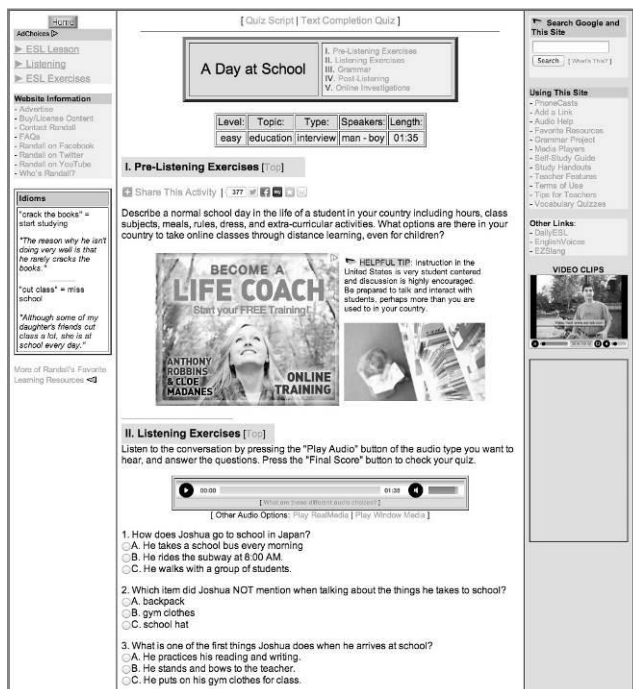 Home
AdChoices
► ESL Lesson
► Listening
► ESL Exercises
Website Information
- Advertise
- Buy/License Content
- Contact Randall
- FAQs
- Randall on Facebook
- Randall on Twitter
- Randall on YouTube
- Who's Randall?
Idioms
"crack the books" =
start studying
"The reason why he isn't
doing very well is that
he rarely cracks the
books."
"cut class" = miss
school
"Although some of my
daughter's friends cut
class a lot, she is at
school every day."
More of Randall's Favorite
Learning Resources
[ Quiz Script | Text Completion Quiz ]
A Day at School
I. Pre-Listening Exercises
II. Listening Exercises
III. Grammar
IV. Post-Listening
V. Online Investigations
Level: Topic: Type: Speakers: Length:
easy education interview man - boy 01:35
I. Pre-Listening Exercises [Top]
Share This Activity | 377
Describe a normal school day in the life of a student in your country including hours, class
subjects, meals, rules, dress, and extra-curricular activities. What options are there in your
country to take online classes through distance learning, even for children?
BECOME A
LIFE COACH
Start your FREE Training!
ANTHONY
ROBBINS
& CLOE
MADANES
ONLINE
TRAINING
HELPFUL TIP: Instruction in the
United States is very student centered
and discussion is highly encouraged.
Be prepared to talk and interact with
students, perhaps more than you are
used to in your country.
II. Listening Exercises [Top]
Listen to the conversation by pressing the "Play Audio" button of the audio type you want to
hear, and answer the questions. Press the "Final Score" button to check your quiz.
00:00 01:35
[ What are these different audio choices? ]
[ Other Audio Options: Play RealMedia | Play Window Media ]
1. How does Joshua go to school in Japan?
A. He takes a school bus every morning
B. He rides the subway at 8:00 AM.
C. He walks with a group of students.
2. Which item did Joshua NOT mention when talking about the things he takes to school?
A. backpack
B. gym clothes
C. school hat
3. What is one of the first things Joshua does when he arrives at school?
A. He practices his reading and writing.
B. He stands and bows to the teacher.
C. He puts on his gym clothes for class.
Search Google and
This Site
Search [ What's This? ]
Using This Site
- PhoneCasts
- Add a Link
- Audio Help
- Favorite Resources
- Grammar Project
- Media Players
- Self-Study Guide
- Study Handouts
- Teacher Features
- Terms of Use
- Tips for Teachers
- Vocabulary Quizzes
Other Links:
- DailyESL
- EnglishVoices
- EZSlang
VIDEO CLIPS